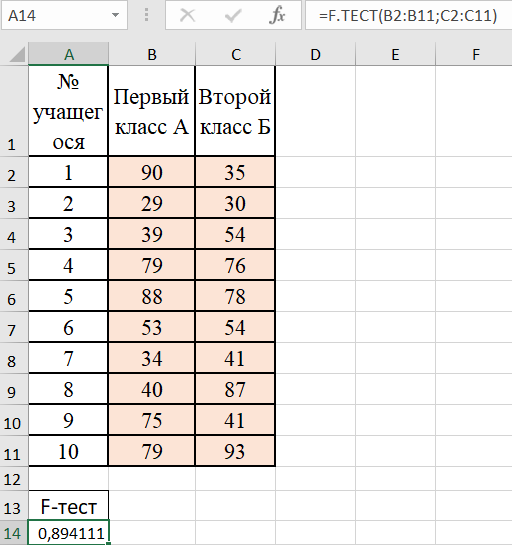 A14 =F.ТЕСТ(B2:B11;C2:C11)
A B C D E F
1 № учащег ося Первый класс А Второй класс Б
2 1 90 35
3 2 29 30
4 3 39 54
5 4 79 76
6 5 88 78
7 6 53 54
8 7 34 41
9 8 40 87
10 9 75 41
11 10 79 93
12
13 F-тест
14 0,894111